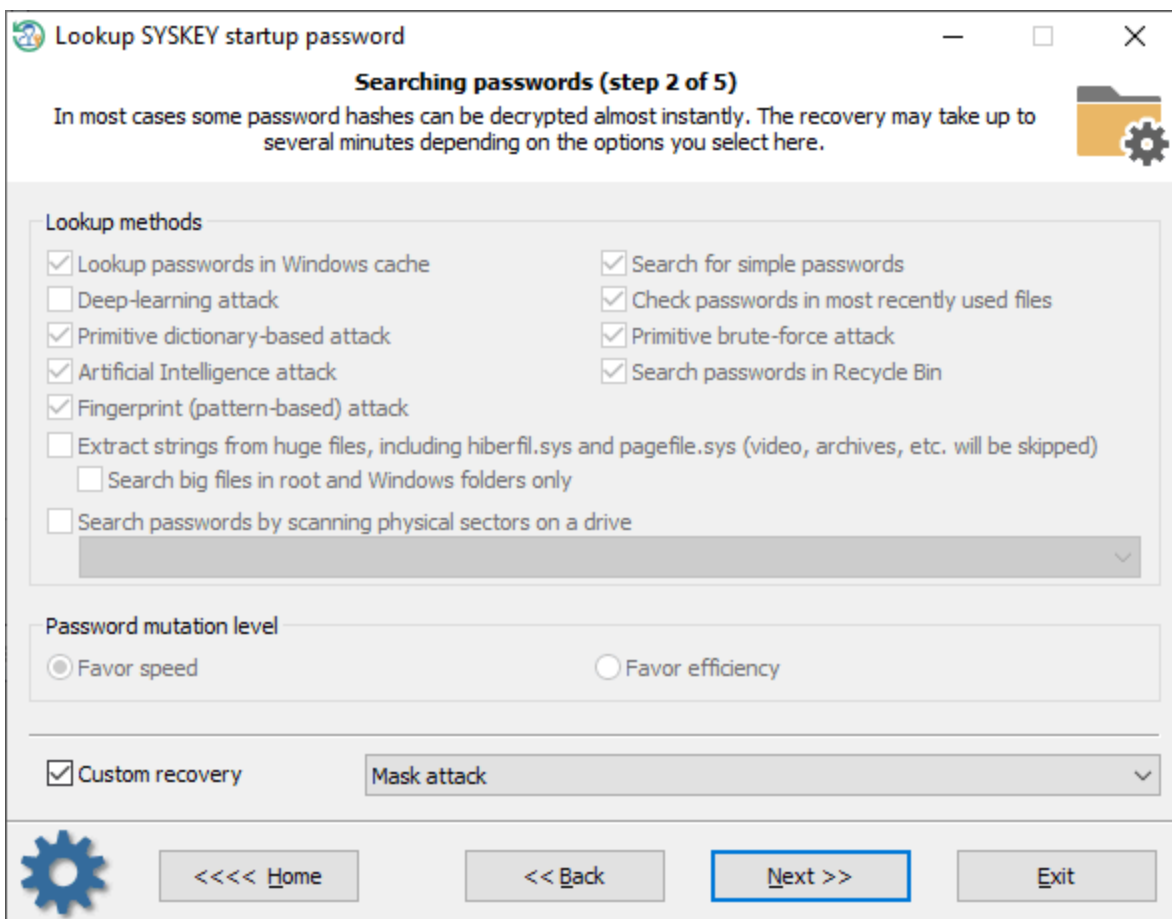 Lookup SYSKEY startup password
Searching passwords (step 2 of 5)
In most cases some password hashes can be decrypted almost instantly. The recovery may take up to
several minutes depending on the options you select here.
Lookup methods
Lookup passwords in Windows cache
Search for simple passwords
Deep-learning attack
Check passwords in most recently used files
Primitive dictionary-based attack
Primitive brute-force attack
Artificial Intelligence attack
Search passwords in Recycle Bin
Fingerprint (pattern-based) attack
Extract strings from huge files, including hiberfil.sys and pagefile.sys (video, archives, etc. will be skipped)
Search big files in root and Windows folders only
Search passwords by scanning physical sectors on a drive
Password mutation level
Favor speed
Favor efficiency
Custom recovery
Mask attack
<<<< Home
<< Back
Next >>
Exit